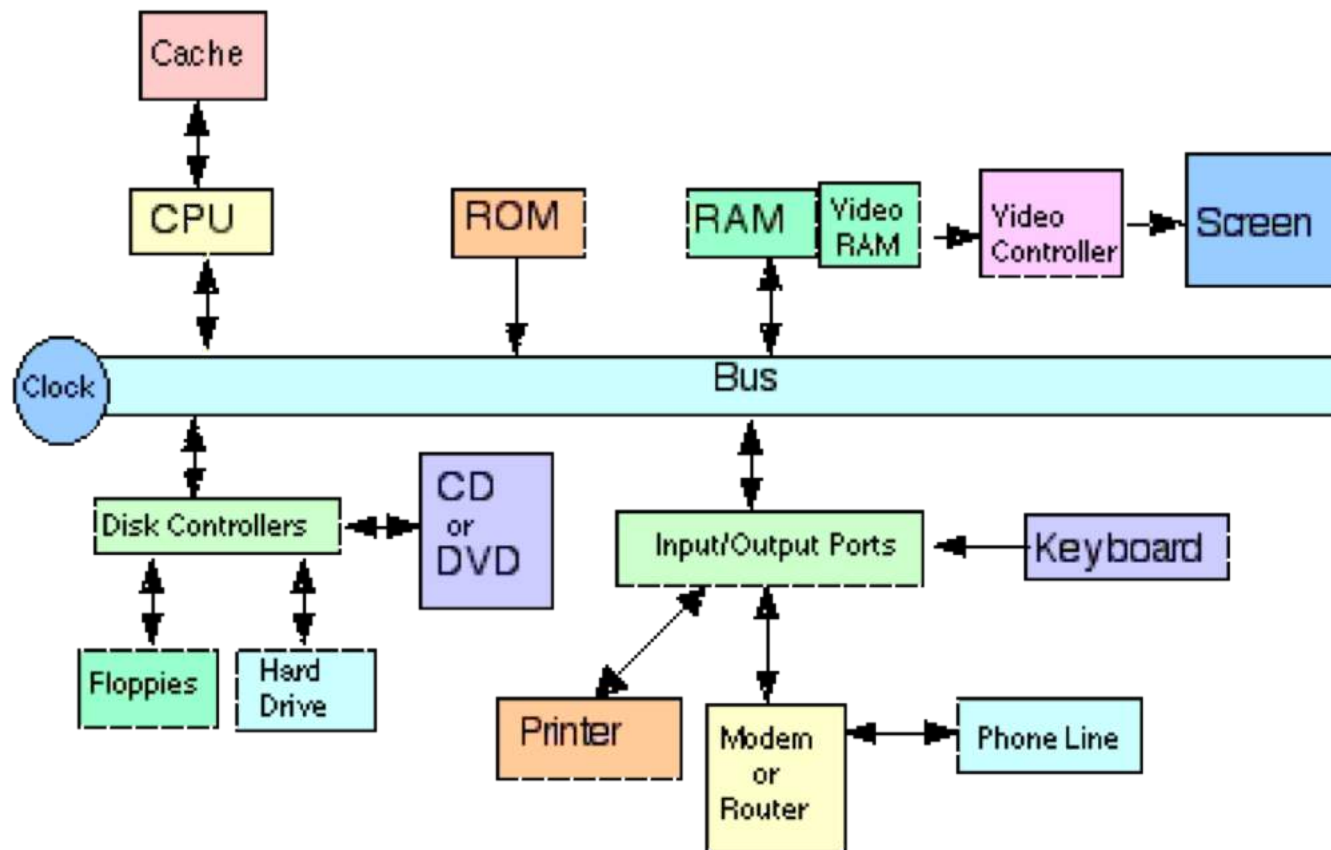 Cache
CPU
ROM
RAM
Video
RAM
Video
Controller
Screen
Clock
Bus
Disk Controllers
CD
or
DVD
Input/Output Ports
Keyboard
Floppies
Hard
Drive
Printer
Modem
or
Router
Phone Line